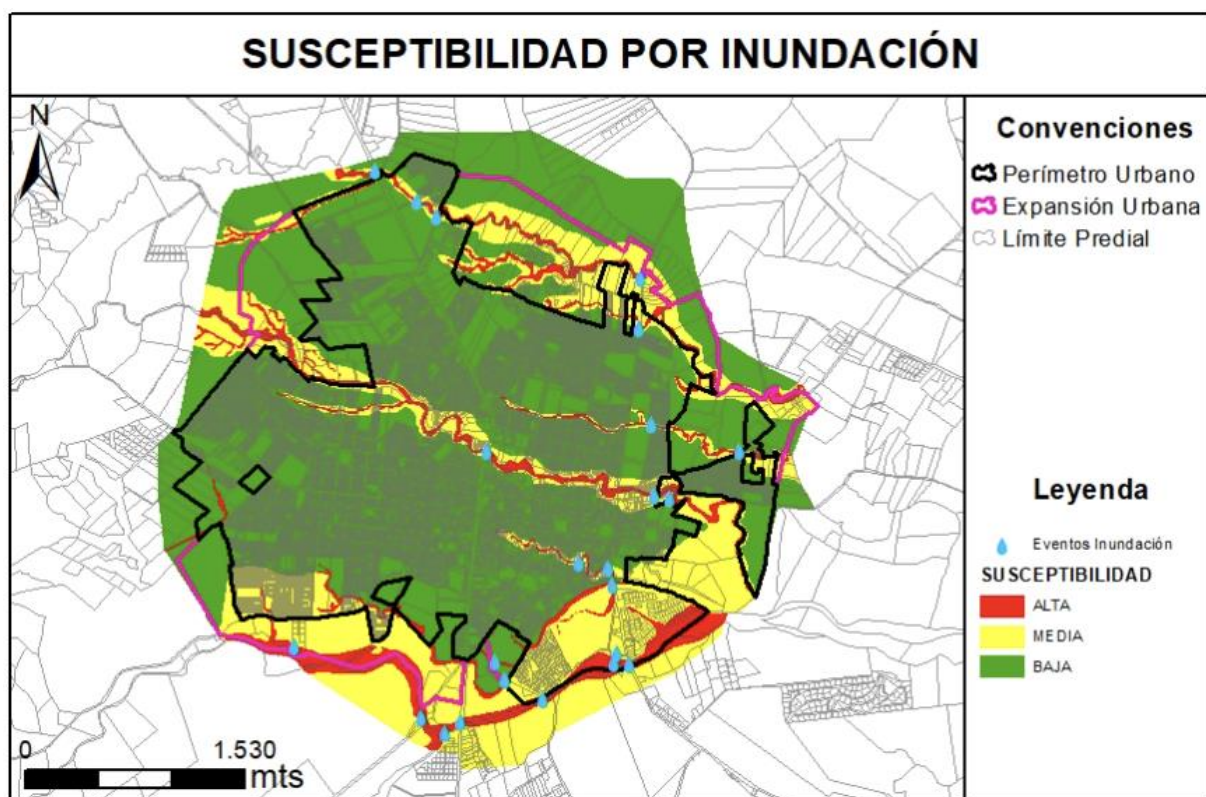 SUSCEPTIBILIDAD POR INUNDACIÓN
N
Convenciones
Perímetro Urbano
Expansión Urbana
Límite Predial
Leyenda
Eventos Inundación
SUSCEPTIBILIDAD
ALTA
MEDIA
BAJA
0 1.530
mts